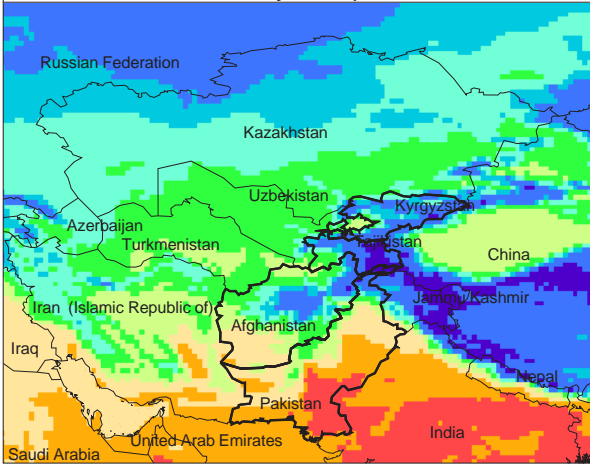 Russian Federation
Kazakhstan
Uzbekistan
Kyrgyzstan
Azerbaijan
Turkmenistan
Tajikistan
China
Iran (Islamic Republic of)
Jammu/Kashmir
Afghanistan
Iraq
Nepal
Pakistan
India
United Arab Emirates
Saudi Arabia